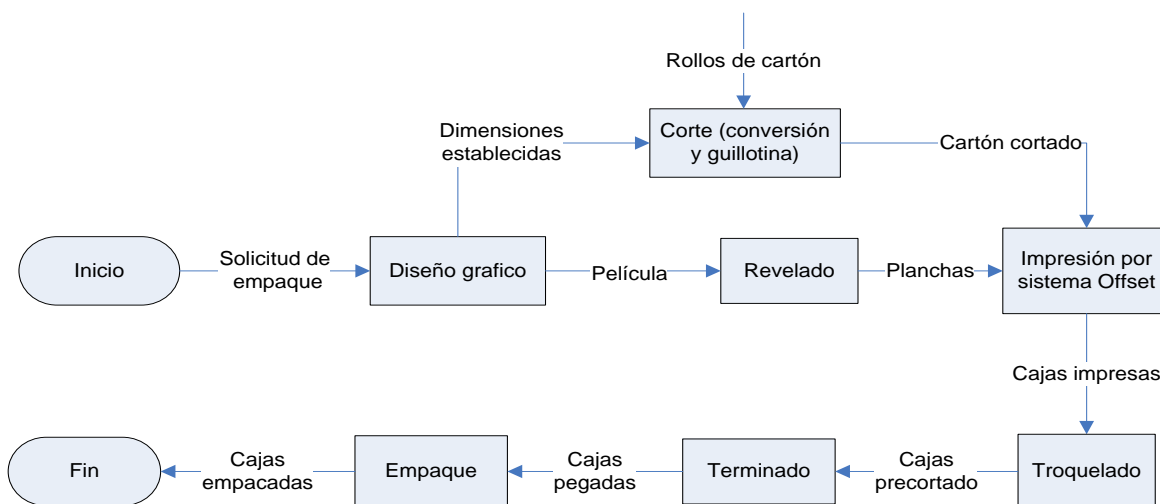 Rollos de cartón
Dimensiones
establecidas
Corte (conversión
y guillotina)
Cartón cortado
Inicio
Solicitud de
empaque
Diseño grafico
Película
Revelado
Planchas
Impresión por
sistema Offset
Cajas impresas
Fin
Cajas
empacadas
Empaque
Cajas
pegadas
Terminado
Cajas
precortado
Troquelado